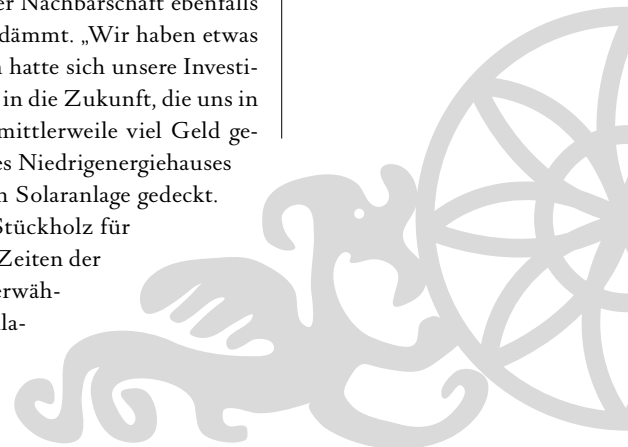 er Nachbarschaft ebenfalls
dämmt. „Wir haben etwas
hatte sich unsere Investi-
in die Zukunft, die uns in
mittlerweile viel Geld ge-
es Niedrigenergiehauses
Solaranlage gedeckt.
Stückholz für
Zeiten der
erwäh-
la-